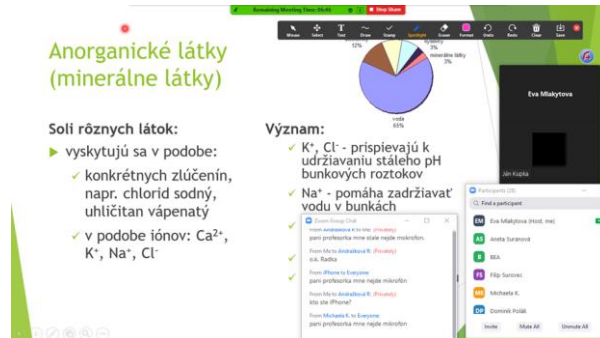 Remaining Meeting Time: 06:46
Stop Share
Mouse Select Text Draw Stamp Spotlight Eraser Format Undo Redo Clear Save
Anorganické látky
(minerálne látky)
12%
3%
minerálne látky
3%
voda
Soli rôznych látok:
vyskytujú sa v podobe:
konkrétnych zlúčenín,
napr. chlorid sodný,
uhličitan vápenatý
v podobe iónov: Ca²⁺,
K⁺, Na⁺, Cl⁻
Význam:
K⁺, Cl⁻ - prispievajú k
udržiavaniu stáleho pH
bunkových roztokov
Na⁺ - pomáha zadržiavať
vodu v bunkách
Zoom Group Chat
pani profesorka mne stale nejde mikrofon.
From Me to Andrašková R: (Privately)
o.k. Radka
From iPhone to Everyone
pani profesorka mne nejde mikrofón
From Me to Andrašková R: (Privately)
kto ste iPhone?
From Michaela K. to Everyone
pani profesorka mne nejde mikrofón
Eva Mlakytova
Ján Kupka
Participants (28)
Find a participant
EM Eva Mlakytova (Host, me)
AS Aneta Suranová
B BEA
FS Filip Surovec
MK Michaela K.
DP Dominik Polák
Invite Mute All Unmute All